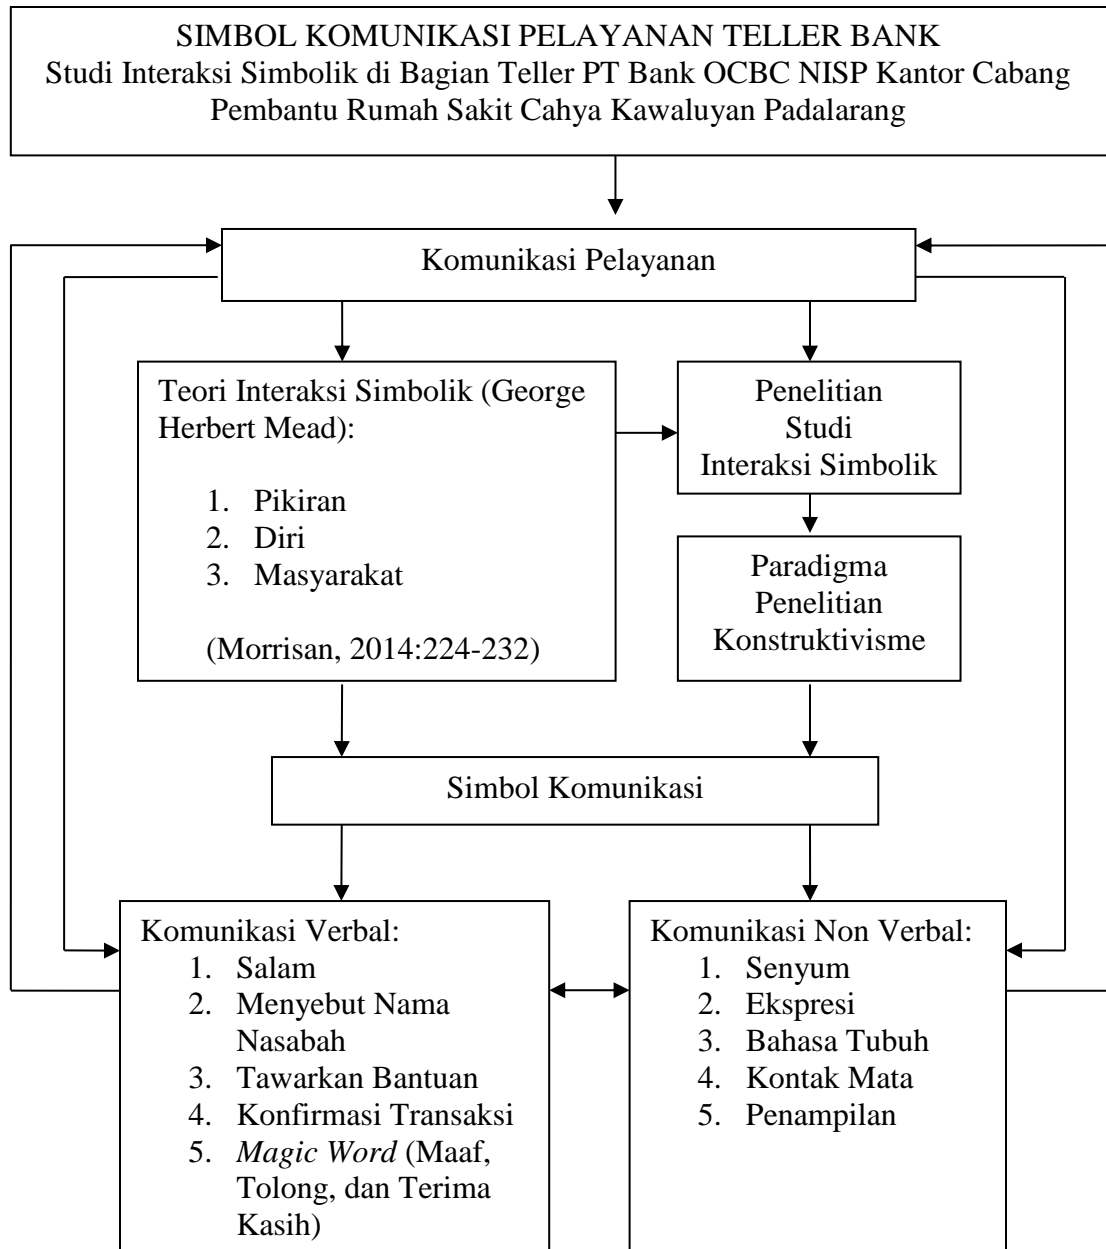 SIMBOL KOMUNIKASI PELAYANAN TELLER BANK
Studi Interaksi Simbolik di Bagian Teller PT Bank OCBC NISP Kantor Cabang
Pembantu Rumah Sakit Cahya Kawaluyan Padalarang
Komunikasi Pelayanan
Teori Interaksi Simbolik (George
Herbert Mead):
1. Pikiran
2. Diri
3. Masyarakat
(Morrisan, 2014:224-232)
Penelitian
Studi
Interaksi Simbolik
Paradigma
Penelitian
Konstruktivisme
Simbol Komunikasi
Komunikasi Verbal:
1. Salam
2. Menyebut Nama
Nasabah
3. Tawarkan Bantuan
4. Konfirmasi Transaksi
5. Magic Word (Maaf,
Tolong, dan Terima
Kasih)
Komunikasi Non Verbal:
1. Senyum
2. Ekspresi
3. Bahasa Tubuh
4. Kontak Mata
5. Penampilan